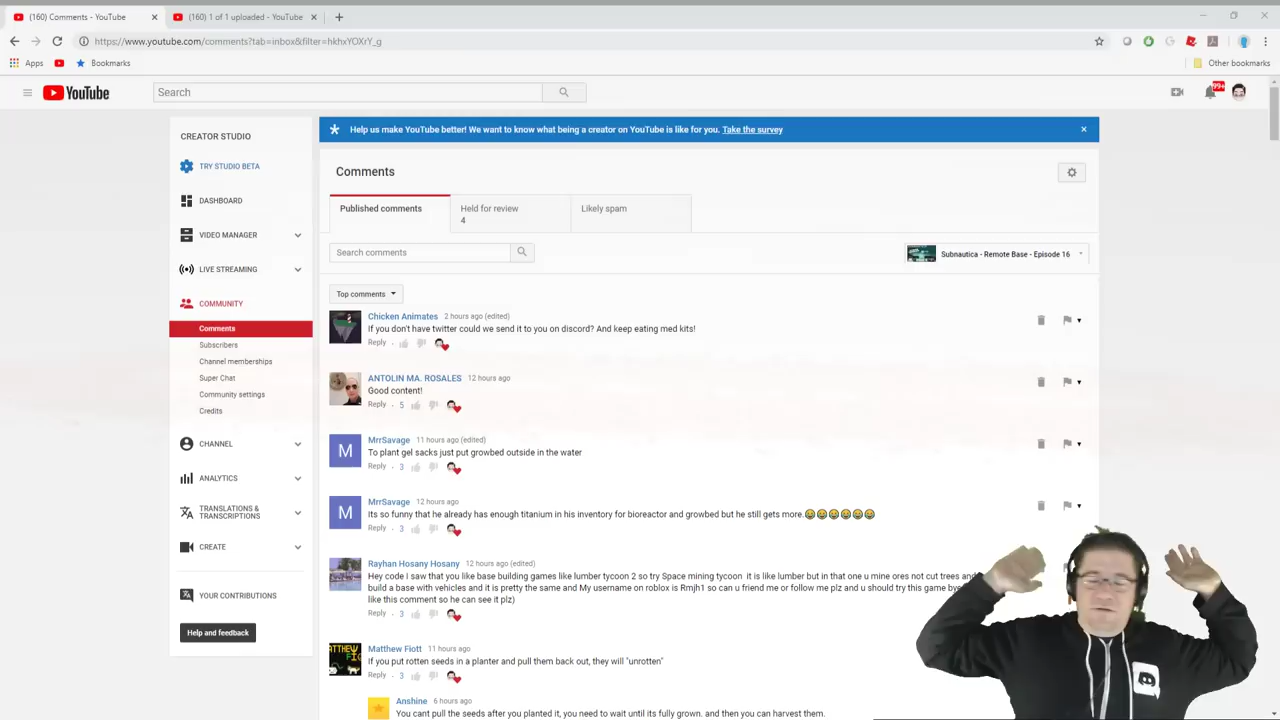 (160) Comments - YouTube
(160) 1 of 1 uploaded - YouTube
https://www.youtube.com/comments?tab=inbox&filter=hkhxYOXrY_g
Apps
Bookmarks
Other bookmarks
YouTube
Search
99+
CREATOR STUDIO
TRY STUDIO BETA
DASHBOARD
VIDEO MANAGER
LIVE STREAMING
COMMUNITY
Comments
Subscribers
Channel memberships
Super Chat
Community settings
Credits
CHANNEL
ANALYTICS
TRANSLATIONS &
TRANSCRIPTIONS
CREATE
YOUR CONTRIBUTIONS
Help and feedback
Help us make YouTube better! We want to know what being a creator on YouTube is like for you. Take the survey
Comments
Published comments
Held for review
4
Likely spam
Search comments
Subnautica - Remote Base - Episode 16
Top comments
Chicken Animates 2 hours ago (edited)
If you don't have twitter could we send it to you on discord? And keep eating med kits!
Reply
ANTOLIN MA. ROSALES 12 hours ago
Good content!
Reply · 5
M
MrrSavage 11 hours ago (edited)
To plant gel sacks just put growbed outside in the water
Reply · 3
M
MrrSavage 12 hours ago
Its so funny that he already has enough titanium in his inventory for bioreactor and growbed but he still gets more.😂😂😂😂😂😂
Reply · 3
Rayhan Hosany Hosany 12 hours ago (edited)
Hey code I saw that you like base building games like lumber tycoon 2 so try Space mining tycoon it is like lumber but in that one u mine ores not cut trees and
build a base with vehicles and it is pretty the same and My username on roblox is Rmjh1 so can u friend me or follow me plz and u should try this game
like this comment so he can see it plz)
Reply · 3
Matthew Fiott 11 hours ago
If you put rotten seeds in a planter and pull them back out, they will "unrotten"
Reply · 3
Anshine 6 hours ago
You cant pull the seeds after you planted it, you need to wait until its fully grown. and then you can harvest them.